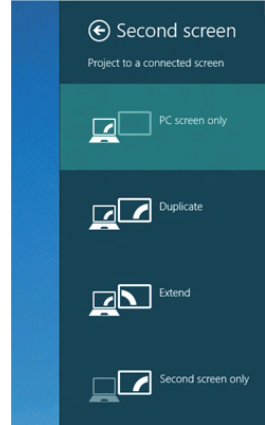 Second screen
Project to a connected screen
PC screen only
Duplicate
Extend
Second screen only